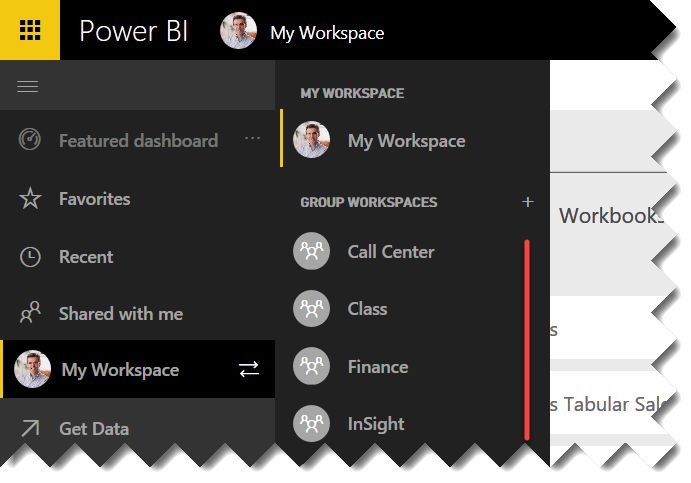 Power BI My Workspace
MY WORKSPACE
Featured dashboard ...
My Workspace
Favorites
GROUP WORKSPACES +
Workbooks
Recent
Call Center
Shared with me
Class
s
My Workspace
Finance
s Tabular Sale
Get Data
InSight